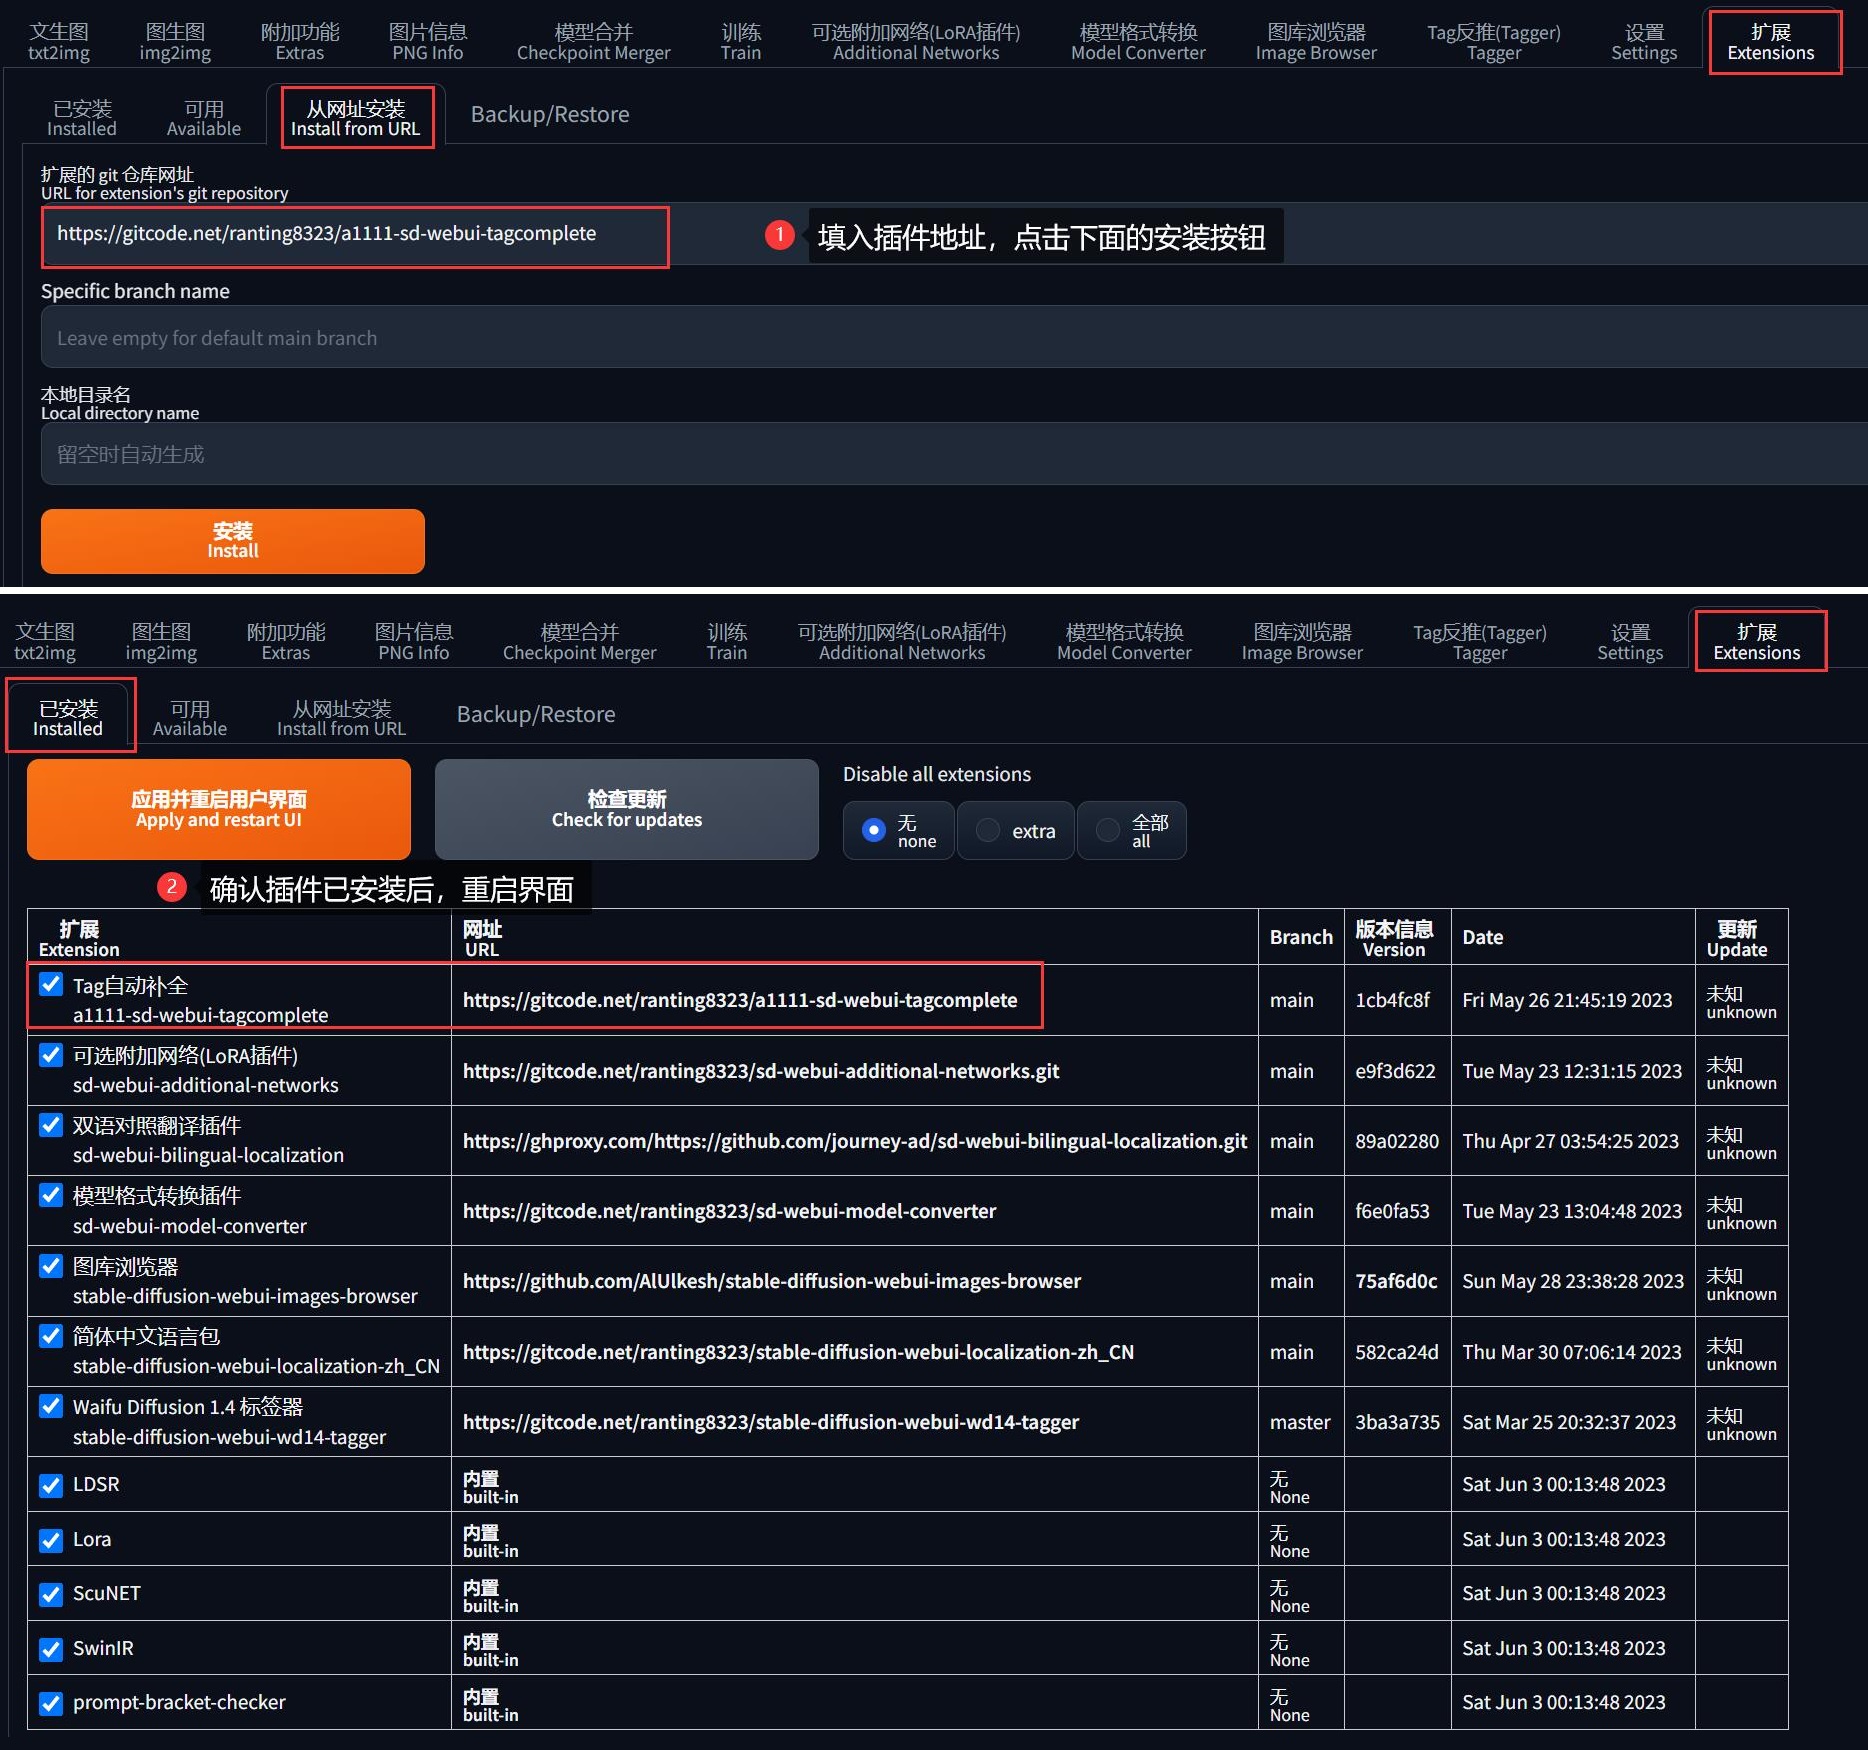 文生图 图生图 附加功能 图片信息 模型合并 训练 可选附加网络(LoRA插件) 模型格式转换 图库浏览器 Tag反推(Tagger) 设置 扩展
txt2img img2img Extras PNG Info Checkpoint Merger Train Additional Networks Model Converter Image Browser Tagger Settings Extensions
已安装 可用 从网址安装 Backup/Restore
Installed Available Install from URL
扩展的 git 仓库网址
URL for extension's git repository
https://gitcode.net/ranting8323/a1111-sd-webui-tagcomplete
1 填入插件地址，点击下面的安装按钮
Specific branch name
Leave empty for default main branch
本地目录名
Local directory name
留空时自动生成
安装
Install
文生图 图生图 附加功能 图片信息 模型合并 训练 可选附加网络(LoRA插件) 模型格式转换 图库浏览器 Tag反推(Tagger) 设置 扩展
txt2img img2img Extras PNG Info Checkpoint Merger Train Additional Networks Model Converter Image Browser Tagger Settings Extensions
已安装 可用 从网址安装 Backup/Restore
Installed Available Install from URL
应用并重启用户界面
Apply and restart UI
检查更新
Check for updates
Disable all extensions
无
none
extra
全部
all
2 确认插件已安装后，重启界面
扩展 网址 Branch 版本信息 Date 更新
Extension URL Version Update
Tag自动补全
a1111-sd-webui-tagcomplete
https://gitcode.net/ranting8323/a1111-sd-webui-tagcomplete main 1cb4fc8f Fri May 26 21:45:19 2023
未知
unknown
可选附加网络(LoRA插件)
sd-webui-additional-networks
https://gitcode.net/ranting8323/sd-webui-additional-networks.git main e9f3d622 Tue May 23 12:31:15 2023
未知
unknown
双语对照翻译插件
sd-webui-bilingual-localization
https://ghproxy.com/https://github.com/journey-ad/sd-webui-bilingual-localization.git main 89a02280 Thu Apr 27 03:54:25 2023
未知
unknown
模型格式转换插件
sd-webui-model-converter
https://gitcode.net/ranting8323/sd-webui-model-converter main f6e0fa53 Tue May 23 13:04:48 2023
未知
unknown
图库浏览器
stable-diffusion-webui-images-browser
https://github.com/AlUlkesh/stable-diffusion-webui-images-browser main 75af6d0c Sun May 28 23:38:28 2023
未知
unknown
简体中文语言包
stable-diffusion-webui-localization-zh_CN
https://gitcode.net/ranting8323/stable-diffusion-webui-localization-zh_CN main 582ca24d Thu Mar 30 07:06:14 2023
未知
unknown
Waifu Diffusion 1.4 标签器
stable-diffusion-webui-wd14-tagger
https://gitcode.net/ranting8323/stable-diffusion-webui-wd14-tagger master 3ba3a735 Sat Mar 25 20:32:37 2023
未知
unknown
LDSR 内置 无 Sat Jun 3 00:13:48 2023
built-in None
Lora 内置 无 Sat Jun 3 00:13:48 2023
built-in None
ScuNET 内置 无 Sat Jun 3 00:13:48 2023
built-in None
SwinIR 内置 无 Sat Jun 3 00:13:48 2023
built-in None
prompt-bracket-checker 内置 无 Sat Jun 3 00:13:48 2023
built-in None